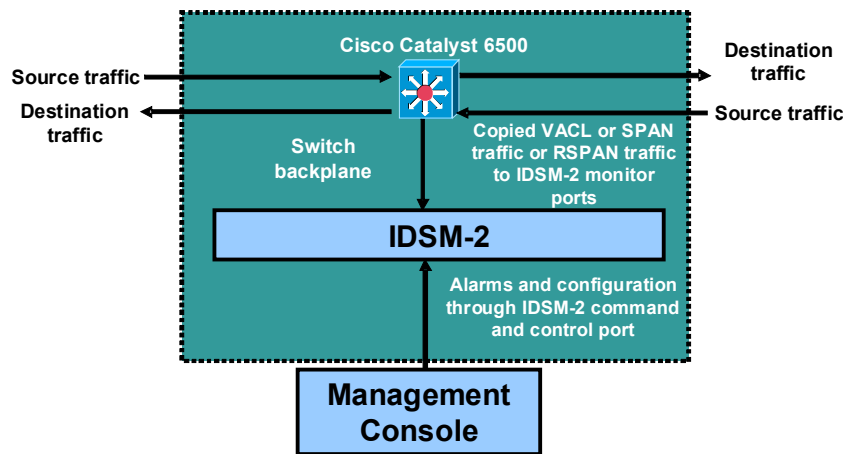 Cisco Catalyst 6500
Source traffic
Destination
traffic
Destination
traffic
Source traffic
Switch
backplane
Copied VACL or SPAN
traffic or RSPAN traffic
to IDSM-2 monitor
ports
IDSM-2
Alarms and configuration
through IDSM-2 command
and control port
Management
Console